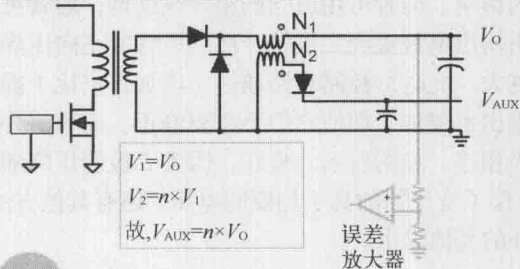 N₁
N₂
V_O
V_AUX
V₁=V_O
V₂=n×V₁
故,V_AUX=n×V_O
误差
放大器